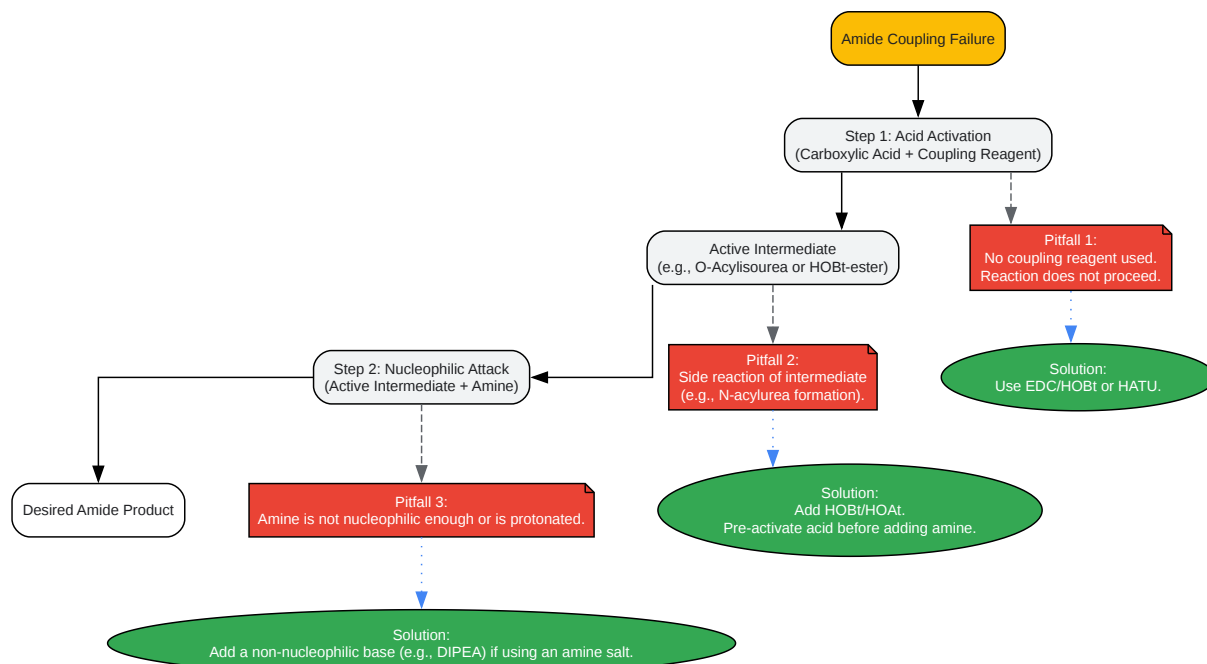 Amide Coupling Failure
Step 1: Acid Activation
(Carboxylic Acid + Coupling Reagent)
Active Intermediate
(e.g., O-Acylisourea or HOBt-ester)
Pitfall 1:
No coupling reagent used.
Reaction does not proceed.
Step 2: Nucleophilic Attack
(Active Intermediate + Amine)
Pitfall 2:
Side reaction of intermediate
(e.g., N-acylurea formation).
Solution:
Use EDC/HOBt or HATU.
Desired Amide Product
Pitfall 3:
Amine is not nucleophilic enough or is protonated.
Solution:
Add HOBt/HOAt.
Pre-activate acid before adding amine.
Solution:
Add a non-nucleophilic base (e.g., DIPEA) if using an amine salt.